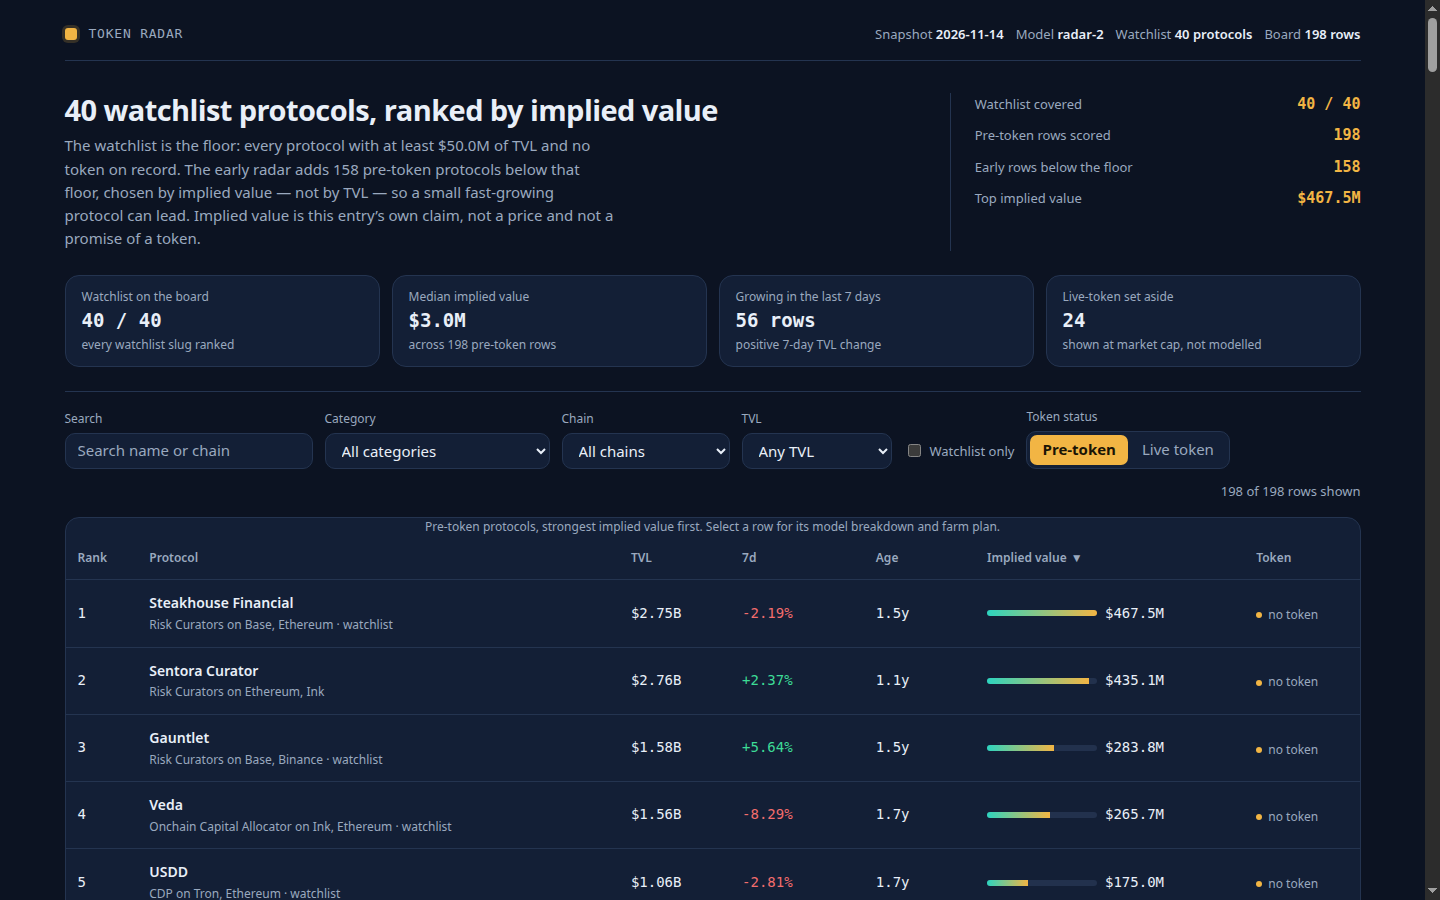 TOKEN RADAR
Snapshot 2026-11-14 Model radar-2 Watchlist 40 protocols Board 198 rows
40 watchlist protocols, ranked by implied value
The watchlist is the floor: every protocol with at least $50.0M of TVL and no
token on record. The early radar adds 158 pre-token protocols below that
floor, chosen by implied value — not by TVL — so a small fast-growing
protocol can lead. Implied value is this entry’s own claim, not a price and not a
promise of a token.
Watchlist covered 40 / 40
Pre-token rows scored 198
Early rows below the floor 158
Top implied value $467.5M
Watchlist on the board
40 / 40
every watchlist slug ranked
Median implied value
$3.0M
across 198 pre-token rows
Growing in the last 7 days
56 rows
positive 7-day TVL change
Live-token set aside
24
shown at market cap, not modelled
Search
Search name or chain
Category
All categories
Chain
All chains
TVL
Any TVL
Watchlist only
Token status
Pre-token Live token
198 of 198 rows shown
Pre-token protocols, strongest implied value first. Select a row for its model breakdown and farm plan.
Rank Protocol TVL 7d Age Implied value ▼ Token
1 Steakhouse Financial $2.75B -2.19% 1.5y $467.5M no token
Risk Curators on Base, Ethereum · watchlist
2 Sentora Curator $2.76B +2.37% 1.1y $435.1M no token
Risk Curators on Ethereum, Ink
3 Gauntlet $1.58B +5.64% 1.5y $283.8M no token
Risk Curators on Base, Binance · watchlist
4 Veda $1.56B -8.29% 1.7y $265.7M no token
Onchain Capital Allocator on Ink, Ethereum · watchlist
5 USDD $1.06B -2.81% 1.7y $175.0M no token
CDP on Tron, Ethereum · watchlist